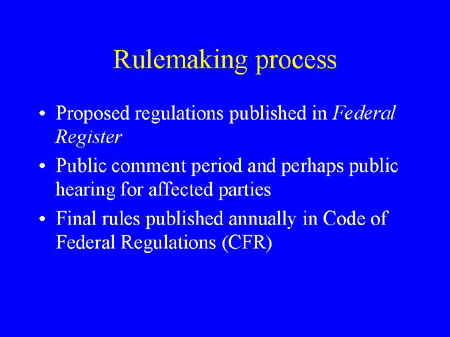 Rulemaking process
• Proposed regulations published in Federal
Register
• Public comment period and perhaps public
hearing for affected parties
• Final rules published annually in Code of
Federal Regulations (CFR)